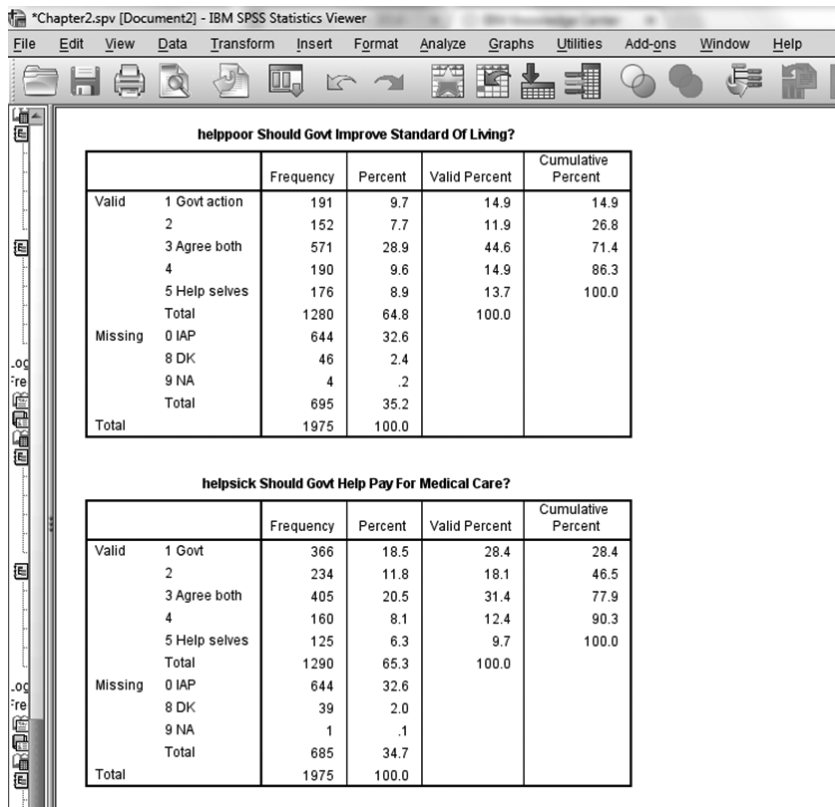 *Chapter2.spv [Document2] - IBM SPSS Statistics Viewer
File Edit View Data Transform Insert Format Analyze Graphs Utilities Add-ons Window Help
helppoor Should Govt Improve Standard Of Living?
Frequency Percent Valid Percent Cumulative Percent
Valid 1 Govt action 191 9.7 14.9 14.9
2 152 7.7 11.9 26.8
3 Agree both 571 28.9 44.6 71.4
4 190 9.6 14.9 86.3
5 Help selves 176 8.9 13.7 100.0
Total 1280 64.8 100.0
Missing 0 IAP 644 32.6
8 DK 46 2.4
9 NA 4 .2
Total 695 35.2
Total 1975 100.0
helpsick Should Govt Help Pay For Medical Care?
Frequency Percent Valid Percent Cumulative Percent
Valid 1 Govt 366 18.5 28.4 28.4
2 234 11.8 18.1 46.5
3 Agree both 405 20.5 31.4 77.9
4 160 8.1 12.4 90.3
5 Help selves 125 6.3 9.7 100.0
Total 1290 65.3 100.0
Missing 0 IAP 644 32.6
8 DK 39 2.0
9 NA 1 .1
Total 685 34.7
Total 1975 100.0